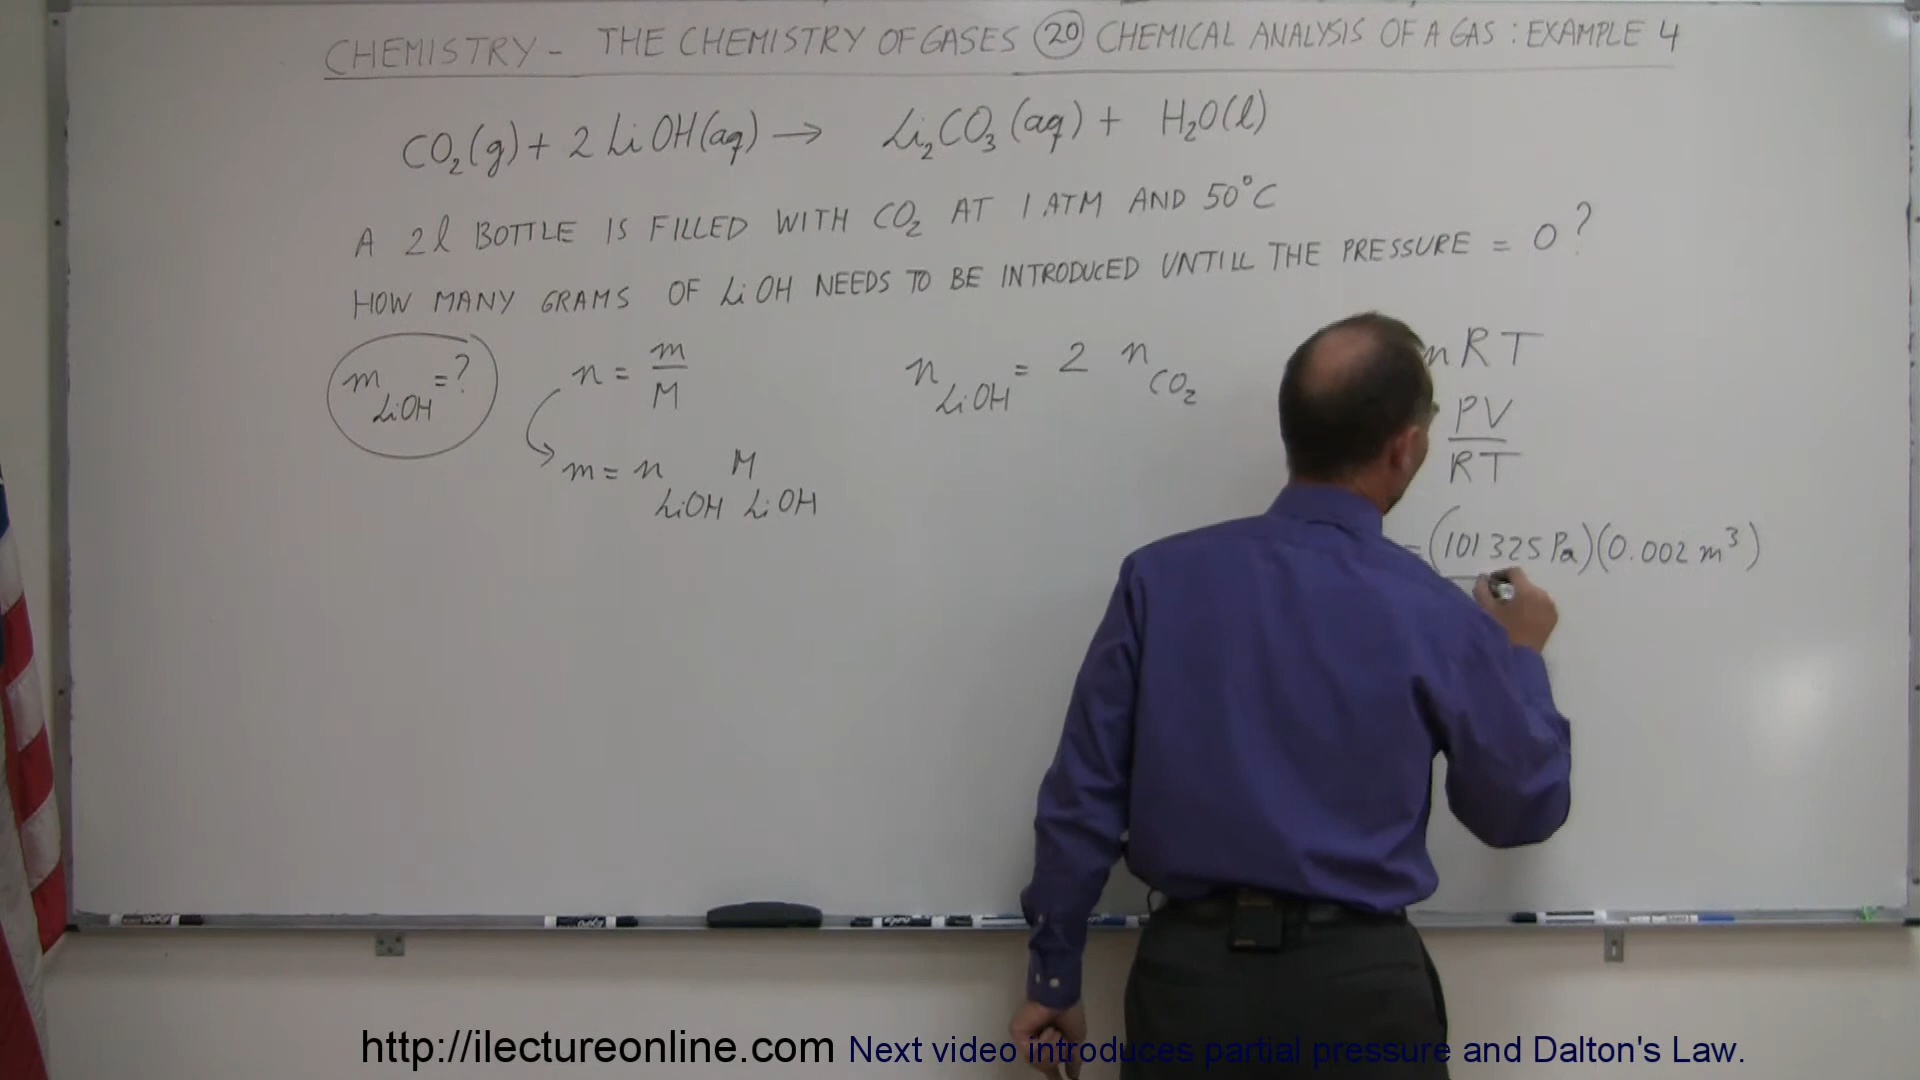 CHEMISTRY - THE CHEMISTRY OF GASES 20 CHEMICAL ANALYSIS OF A GAS : EXAMPLE 4
CO₂(g) + 2 LiOH(aq) → Li₂CO₃(aq) + H₂O(l)
A 2l BOTTLE IS FILLED WITH CO₂ AT 1 ATM AND 50°C
HOW MANY GRAMS OF LiOH NEEDS TO BE INTRODUCED UNTILL THE PRESSURE = 0 ?
m LiOH = ?
n = m/M
m = n LiOH M LiOH
n LiOH = 2 n CO₂
nRT
PV
RT
= (101 325 Pa)(0.002 m³)
http://ilectureonline.com Next video introduces partial pressure and Dalton's Law.